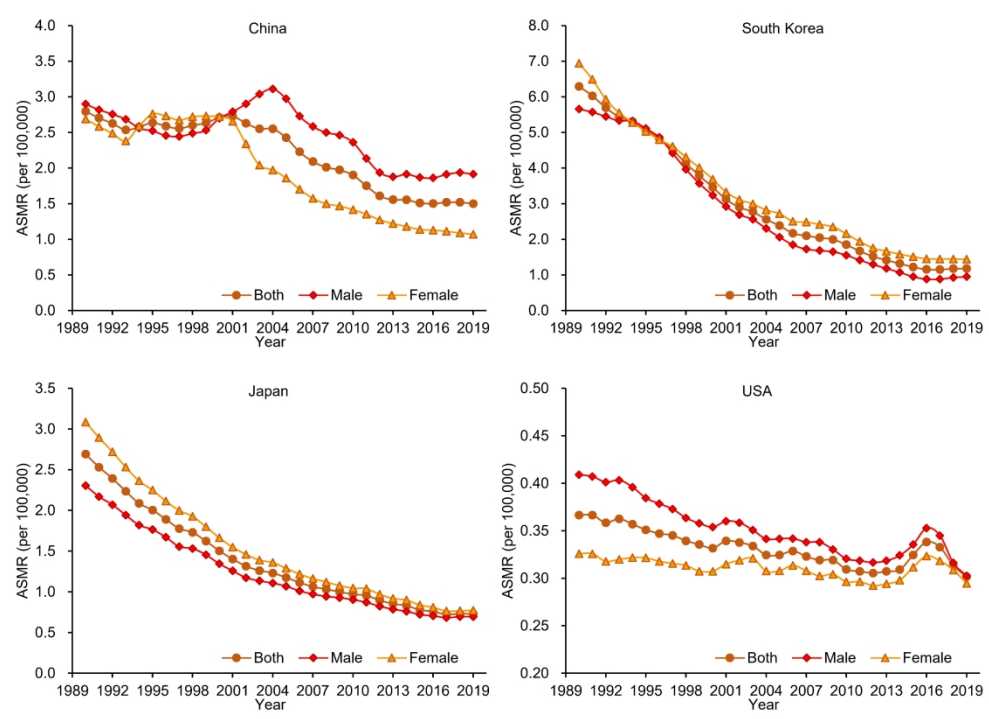 China
ASMR (per 100,000)
4.0
3.5
3.0
2.5
2.0
1.5
1.0
0.5
0.0
Both Male Female
1989 1992 1995 1998 2001 2004 2007 2010 2013 2016 2019
Year
South Korea
ASMR (per 100,000)
8.0
7.0
6.0
5.0
4.0
3.0
2.0
1.0
0.0
Both Male Female
1989 1992 1995 1998 2001 2004 2007 2010 2013 2016 2019
Year
Japan
ASMR (per 100,000)
3.5
3.0
2.5
2.0
1.5
1.0
0.5
0.0
Both Male Female
1989 1992 1995 1998 2001 2004 2007 2010 2013 2016 2019
Year
USA
ASMR (per 100,000)
0.50
0.45
0.40
0.35
0.30
0.25
0.20
Both Male Female
1989 1992 1995 1998 2001 2004 2007 2010 2013 2016 2019
Year